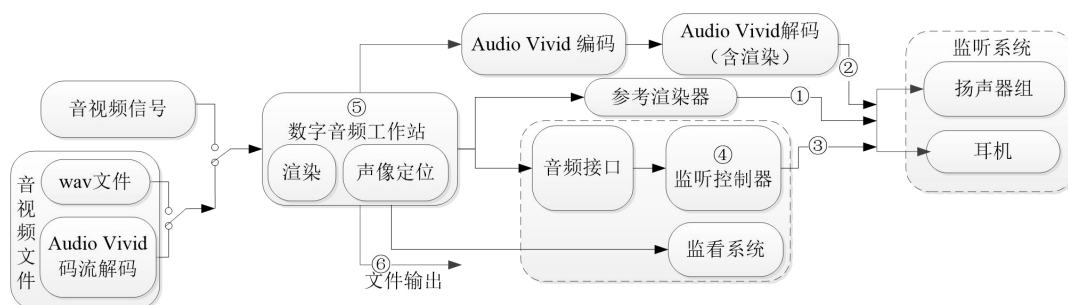 音视频信号
音视频文件
wav文件
Audio Vivid
码流解码
⑤
数字音频工作站
渲染
声像定位
⑥
文件输出
Audio Vivid 编码
Audio Vivid解码
（含渲染）
②
参考渲染器
①
音频接口
④
监听控制器
③
监看系统
监听系统
扬声器组
耳机